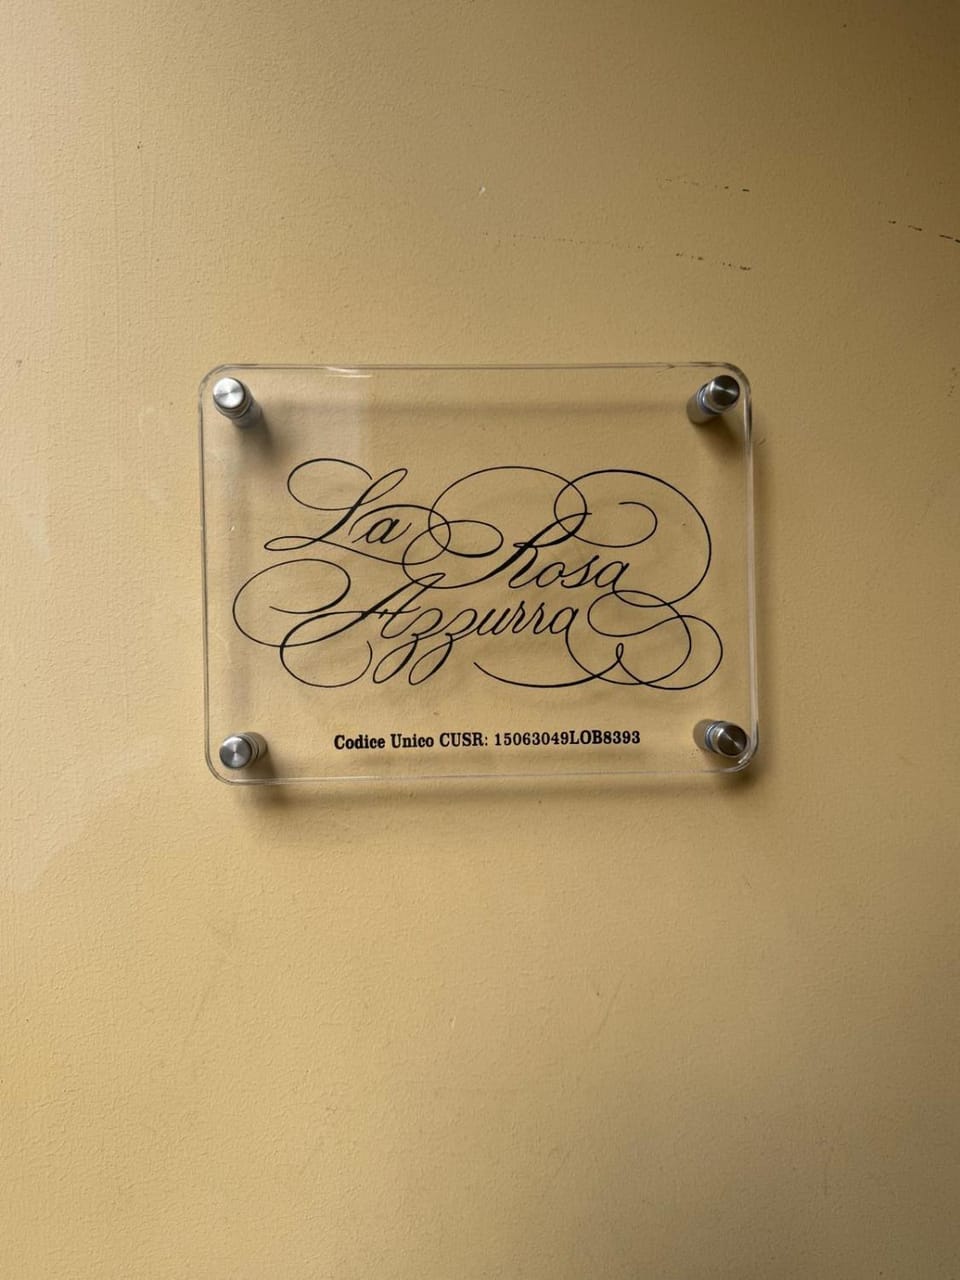 La Rosa
Azzurra
Codice Unico CUSR: 15063049LOB8393